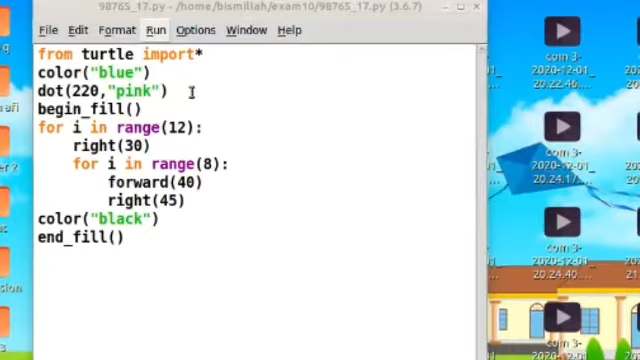 98765_17.py - /home/bismillah/exam10/98765_17.py (3.6.7)
File Edit Format Run Options Window Help
from turtle import*
color("blue")
dot(220,"pink")
begin_fill()
for i in range(12):
    right(30)
    for i in range(8):
        forward(40)
        right(45)
color("black")
end_fill()
com 3-
2020-12-01_
20.22.46....
com 3-
2020-12-01_
20.24.17....
com 3-
2020-12-01_
20.24.40....